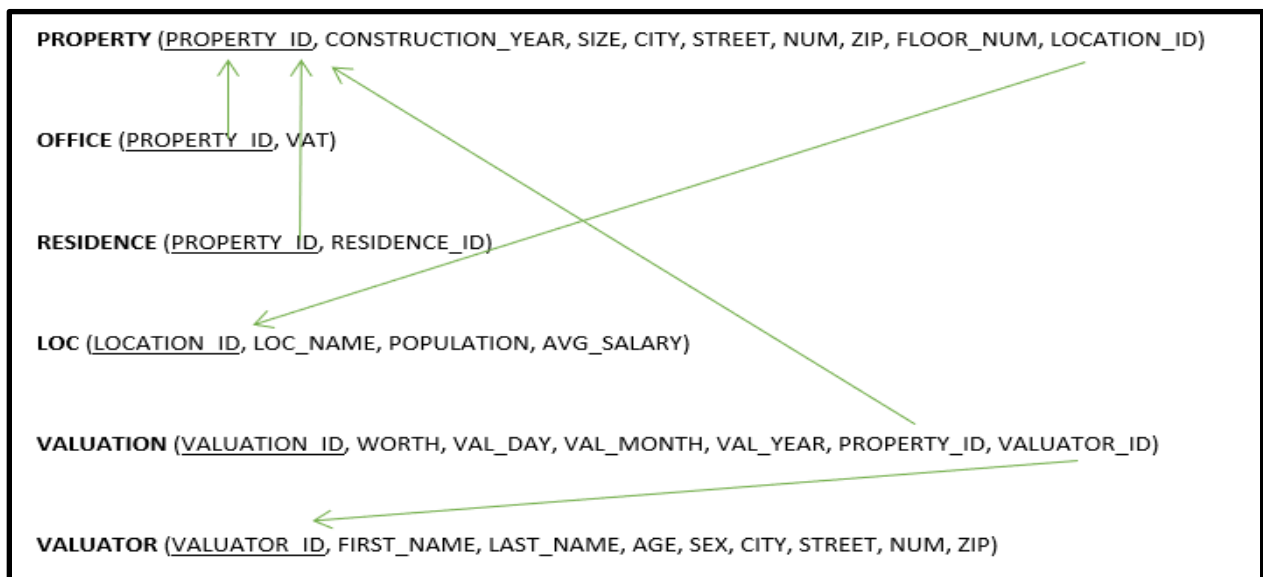 PROPERTY (PROPERTY_ID, CONSTRUCTION_YEAR, SIZE, CITY, STREET, NUM, ZIP, FLOOR_NUM, LOCATION_ID)
OFFICE (PROPERTY_ID, VAT)
RESIDENCE (PROPERTY_ID, RESIDENCE_ID)
LOC (LOCATION_ID, LOC_NAME, POPULATION, AVG_SALARY)
VALUATION (VALUATION_ID, WORTH, VAL_DAY, VAL_MONTH, VAL_YEAR, PROPERTY_ID, VALUATOR_ID)
VALUATOR (VALUATOR_ID, FIRST_NAME, LAST_NAME, AGE, SEX, CITY, STREET, NUM, ZIP)